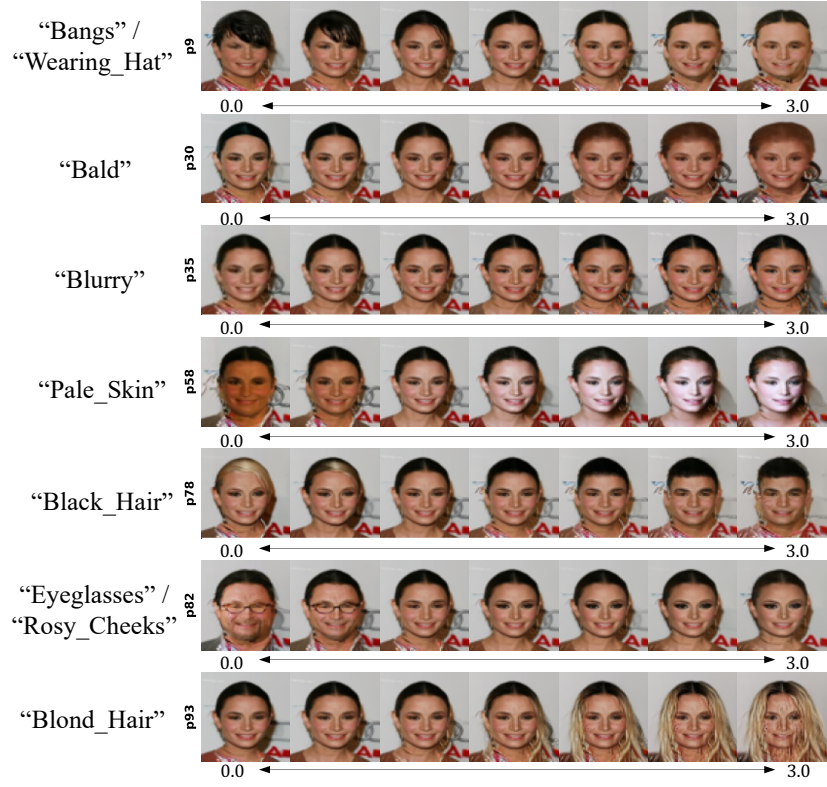 “Bangs” /
“Wearing_Hat”
p9
0.0 3.0
“Bald”
p30
0.0 3.0
“Blurry”
p35
0.0 3.0
“Pale_Skin”
p58
0.0 3.0
“Black_Hair”
p78
0.0 3.0
“Eyeglasses” /
“Rosy_Cheeks”
p82
0.0 3.0
“Blond_Hair”
p93
0.0 3.0